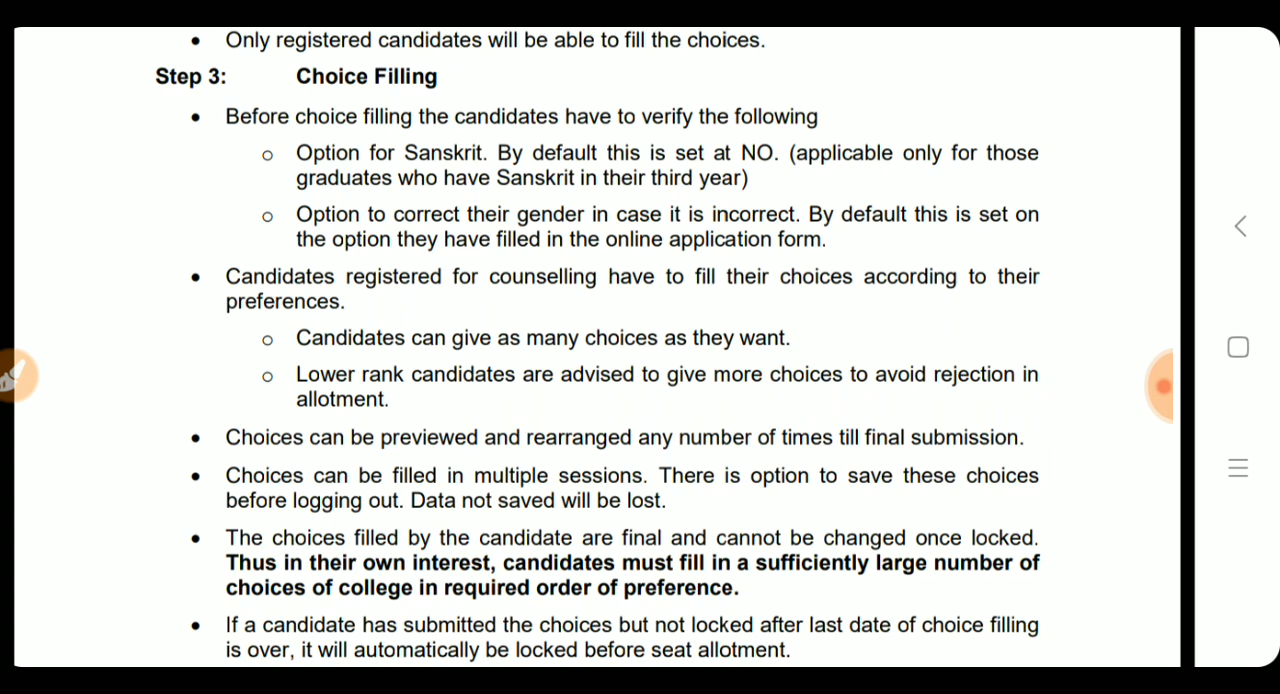 • Only registered candidates will be able to fill the choices.
Step 3: Choice Filling
• Before choice filling the candidates have to verify the following
o Option for Sanskrit. By default this is set at NO. (applicable only for those
graduates who have Sanskrit in their third year)
o Option to correct their gender in case it is incorrect. By default this is set on
the option they have filled in the online application form.
• Candidates registered for counselling have to fill their choices according to their
preferences.
o Candidates can give as many choices as they want.
o Lower rank candidates are advised to give more choices to avoid rejection in
allotment.
• Choices can be previewed and rearranged any number of times till final submission.
• Choices can be filled in multiple sessions. There is option to save these choices
before logging out. Data not saved will be lost.
• The choices filled by the candidate are final and cannot be changed once locked.
Thus in their own interest, candidates must fill in a sufficiently large number of
choices of college in required order of preference.
• If a candidate has submitted the choices but not locked after last date of choice filling
is over, it will automatically be locked before seat allotment.